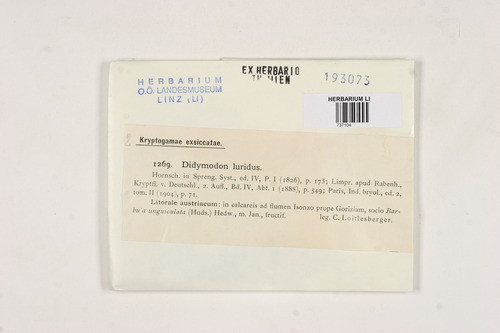 HERBARIUM
O.Ö. LANDESMUSEUM
LINZ (LI)
EX HERBARIO
WIEN
193073
HERBARIUM LI
737104
Kryptogamae exsiccatae.
1269. Didymodon luridus.
Hornsch. in Spreng. Syst., ed. IV, P. I (1826), p. 173; Limpr. apud Rabenh.,
Kryptfl. v. Deutschl., 2. Aufl., Bd. IV, Abt. 1 (1888), p. 549; Paris, Ind. bryol., ed. 2,
tom. II (1904), p. 71.
Litorale austriacum: in calcareis ad flumen Isonzo prope Goriziam, socio Bar-
bula unguiculata (Huds.) Hedw., m. Jan., fructif. leg. C. Loitlesberger.